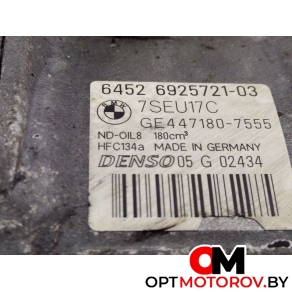 6452 6925721-03
7SEU17C
GE447180-7555
ND-OIL8 180cm³
HFC134a MADE IN GERMANY
DENSO 05 G 02434
OPTMOTOROV.BY